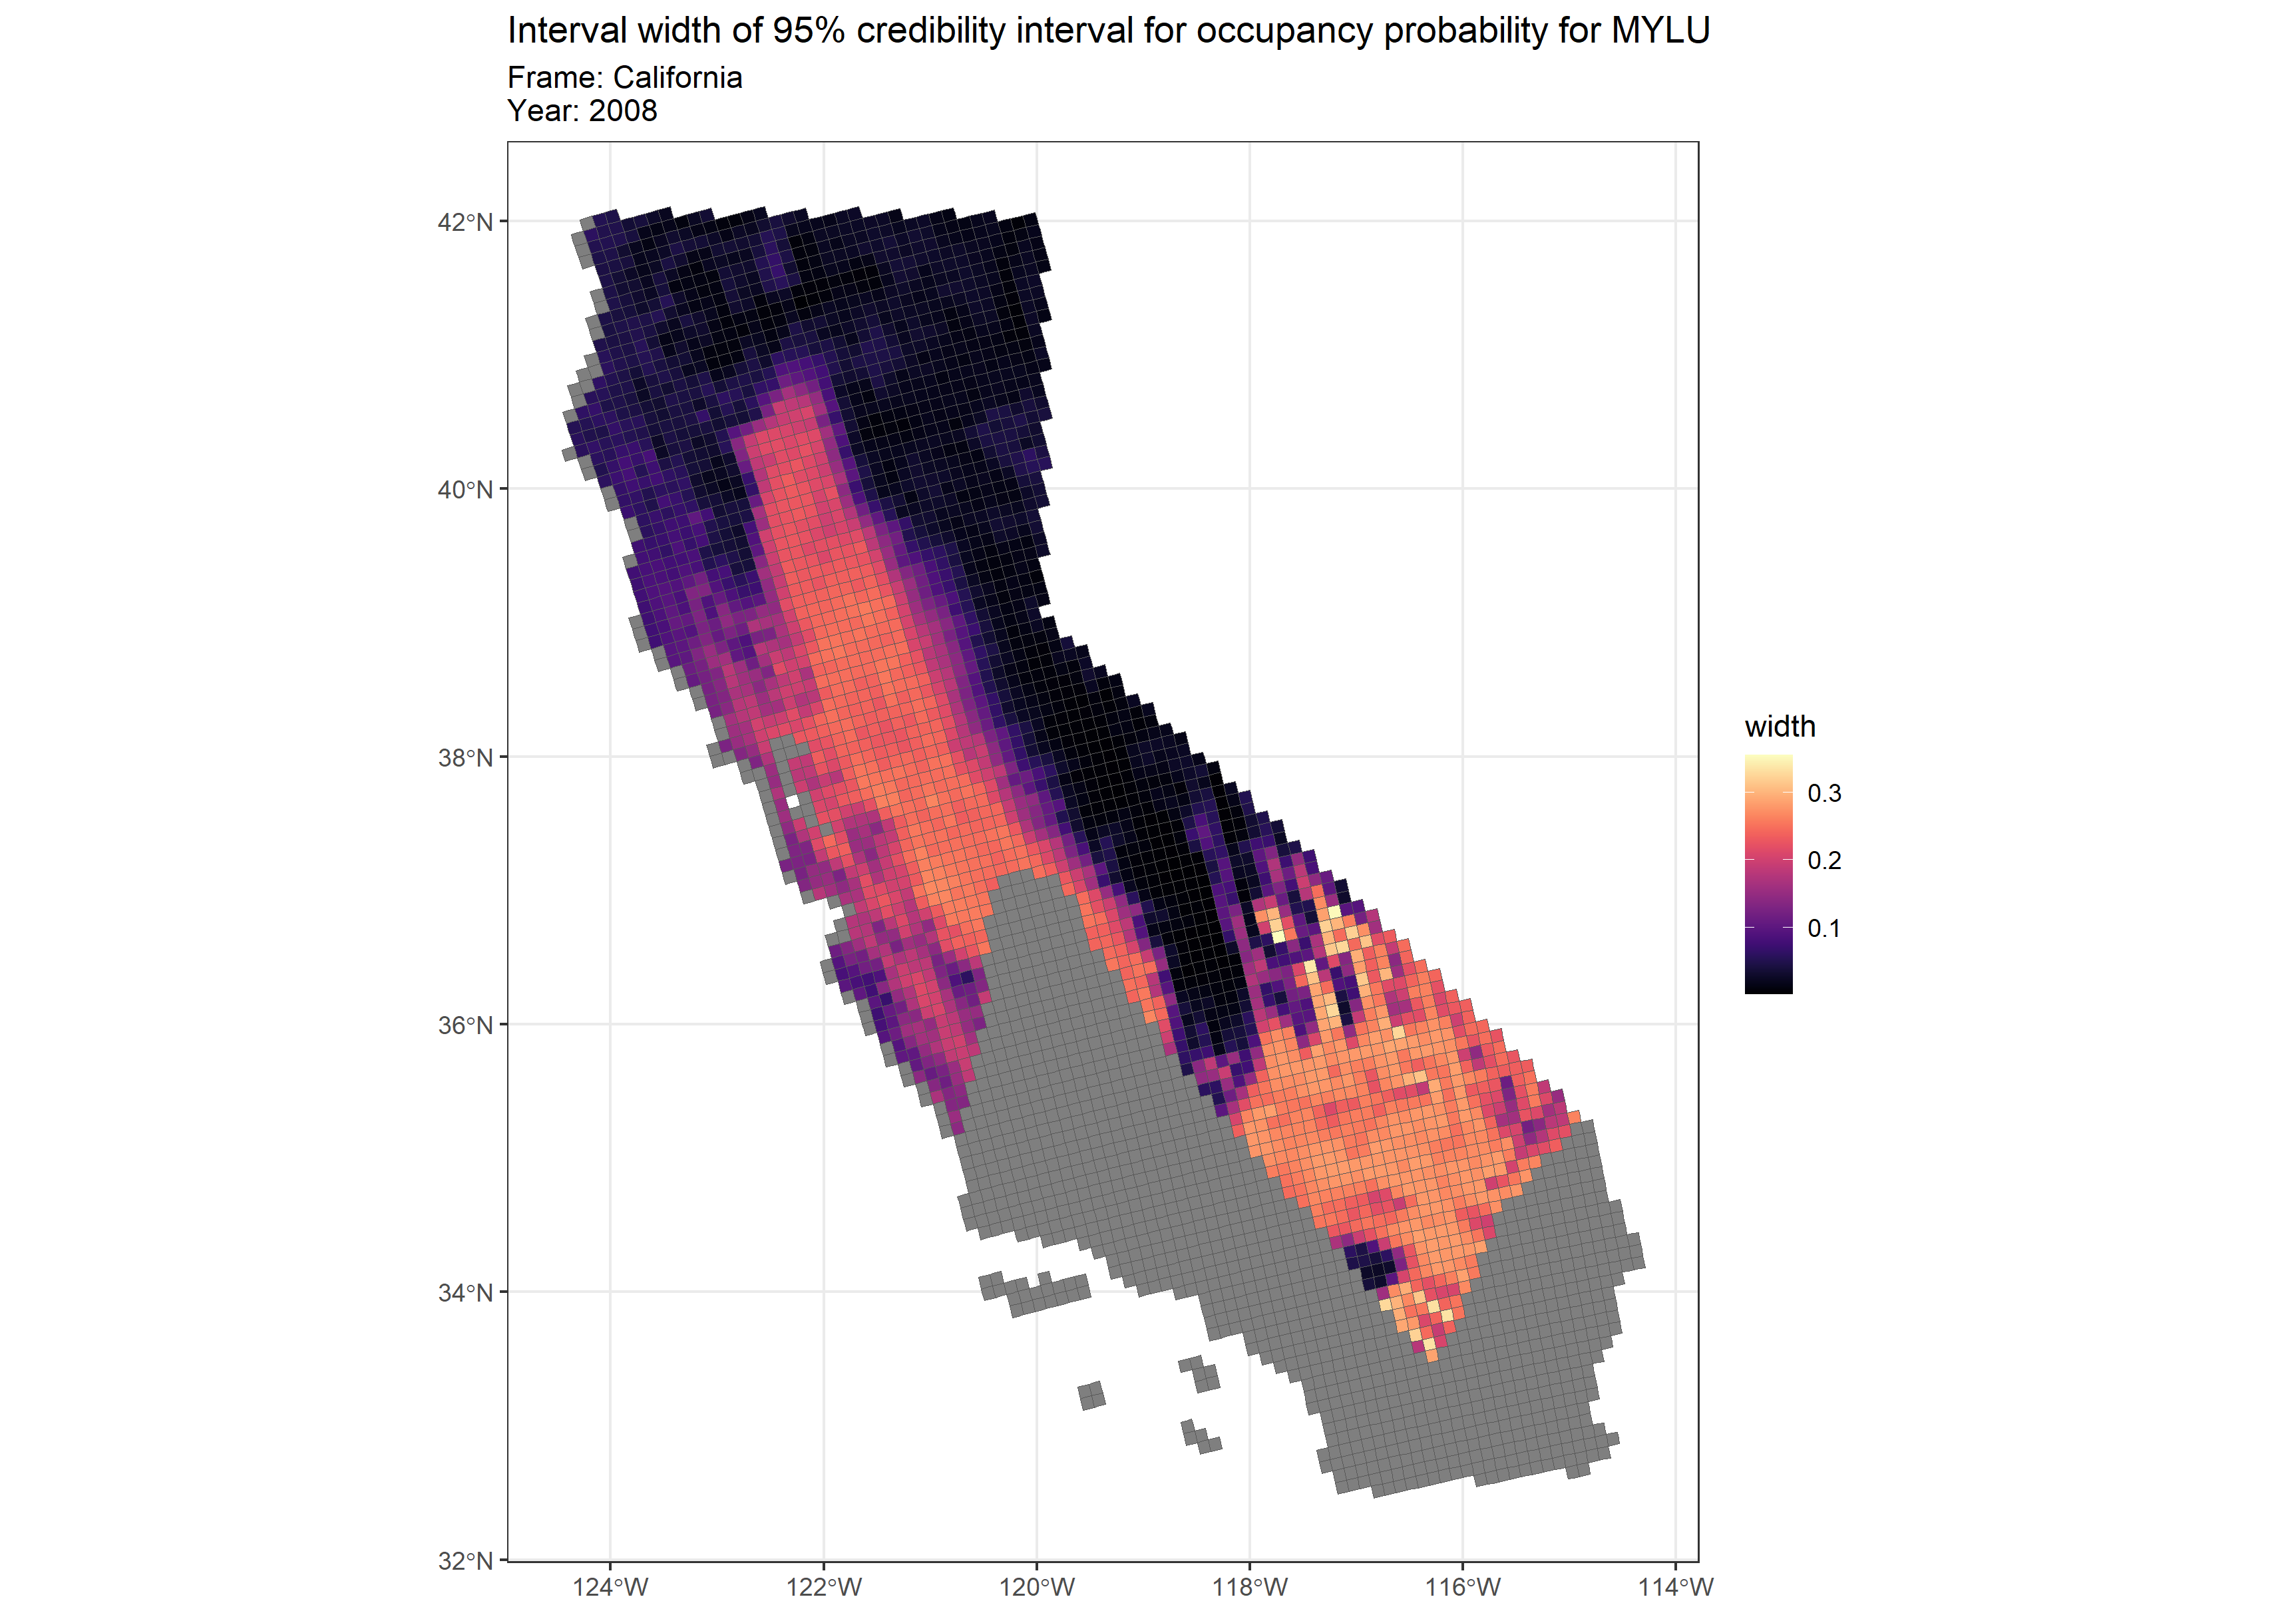 Interval width of 95% credibility interval for occupancy probability for MYLU
Frame: California
Year: 2008
42°N
40°N
38°N
36°N
34°N
32°N
124°W
122°W
120°W
118°W
116°W
114°W
width
0.3
0.2
0.1